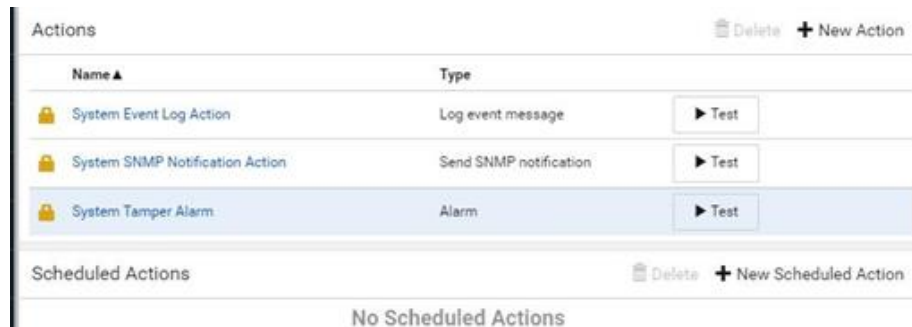 Actions Delete New Action
Name Type
System Event Log Action Log event message Test
System SNMP Notification Action Send SNMP notification Test
System Tamper Alarm Alarm Test
Scheduled Actions Delete New Scheduled Action
No Scheduled Actions